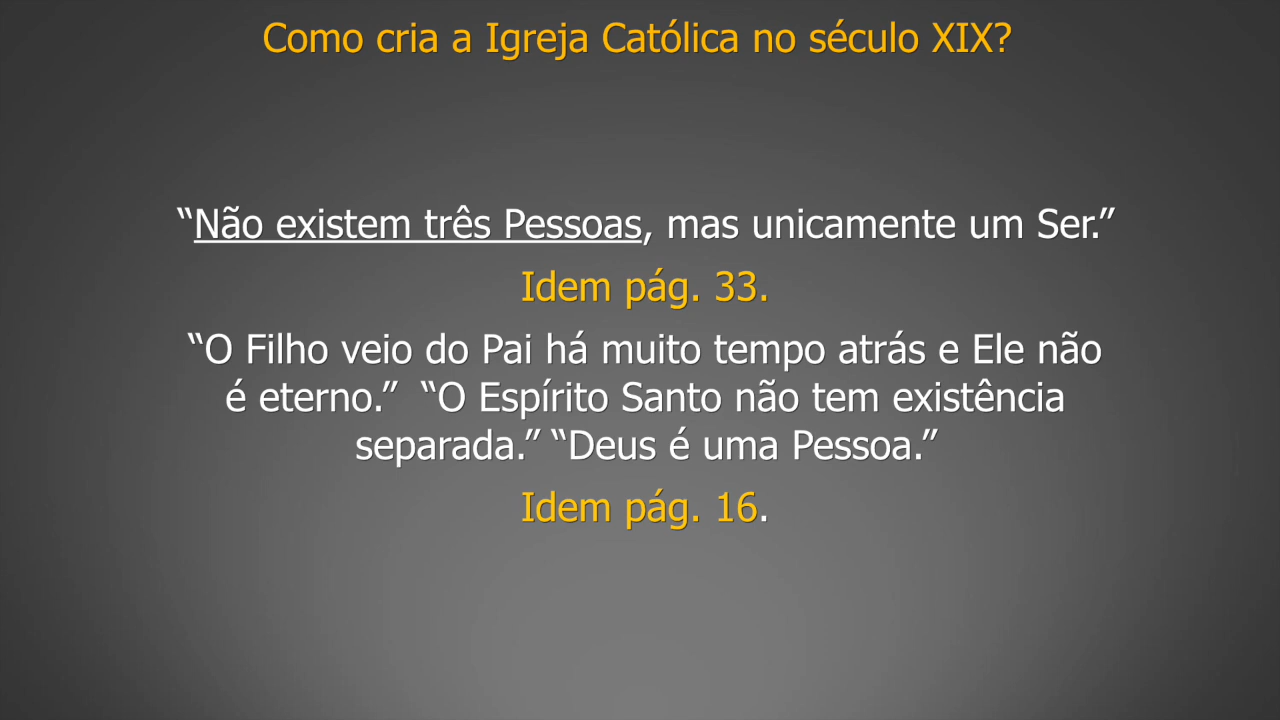 Como cria a Igreja Católica no século XIX?
“Não existem três Pessoas, mas unicamente um Ser.”
Idem pág. 33.
“O Filho veio do Pai há muito tempo atrás e Ele não
é eterno.” “O Espírito Santo não tem existência
separada.” “Deus é uma Pessoa.”
Idem pág. 16.